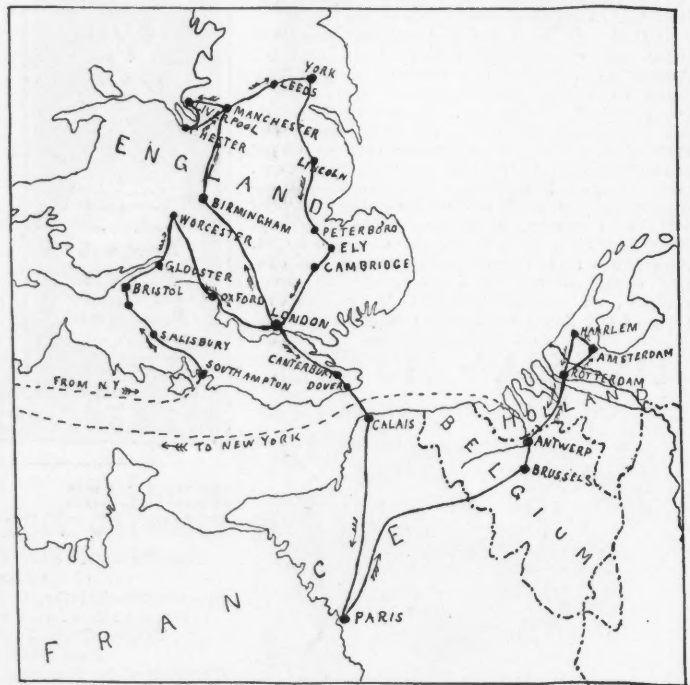 YORK
LEEDS
LIVERPOOL
MANCHESTER
CHESTER
ENGLAND
LINCOLN
BIRMINGHAM
PETERBORO
WORCESTER
ELY
CAMBRIDGE
GLOUSTER
BRISTOL
OXFORD
LONDON
SALISBURY
CANTERBURY
DOVER
SOUTHAMPTON
FROM N.Y.
HAARLEM
AMSTERDAM
ROTTERDAM
HOLLAND
CALAIS
TO NEW YORK
BELGIUM
ANTWERP
BRUSSELS
PARIS
FRANCE